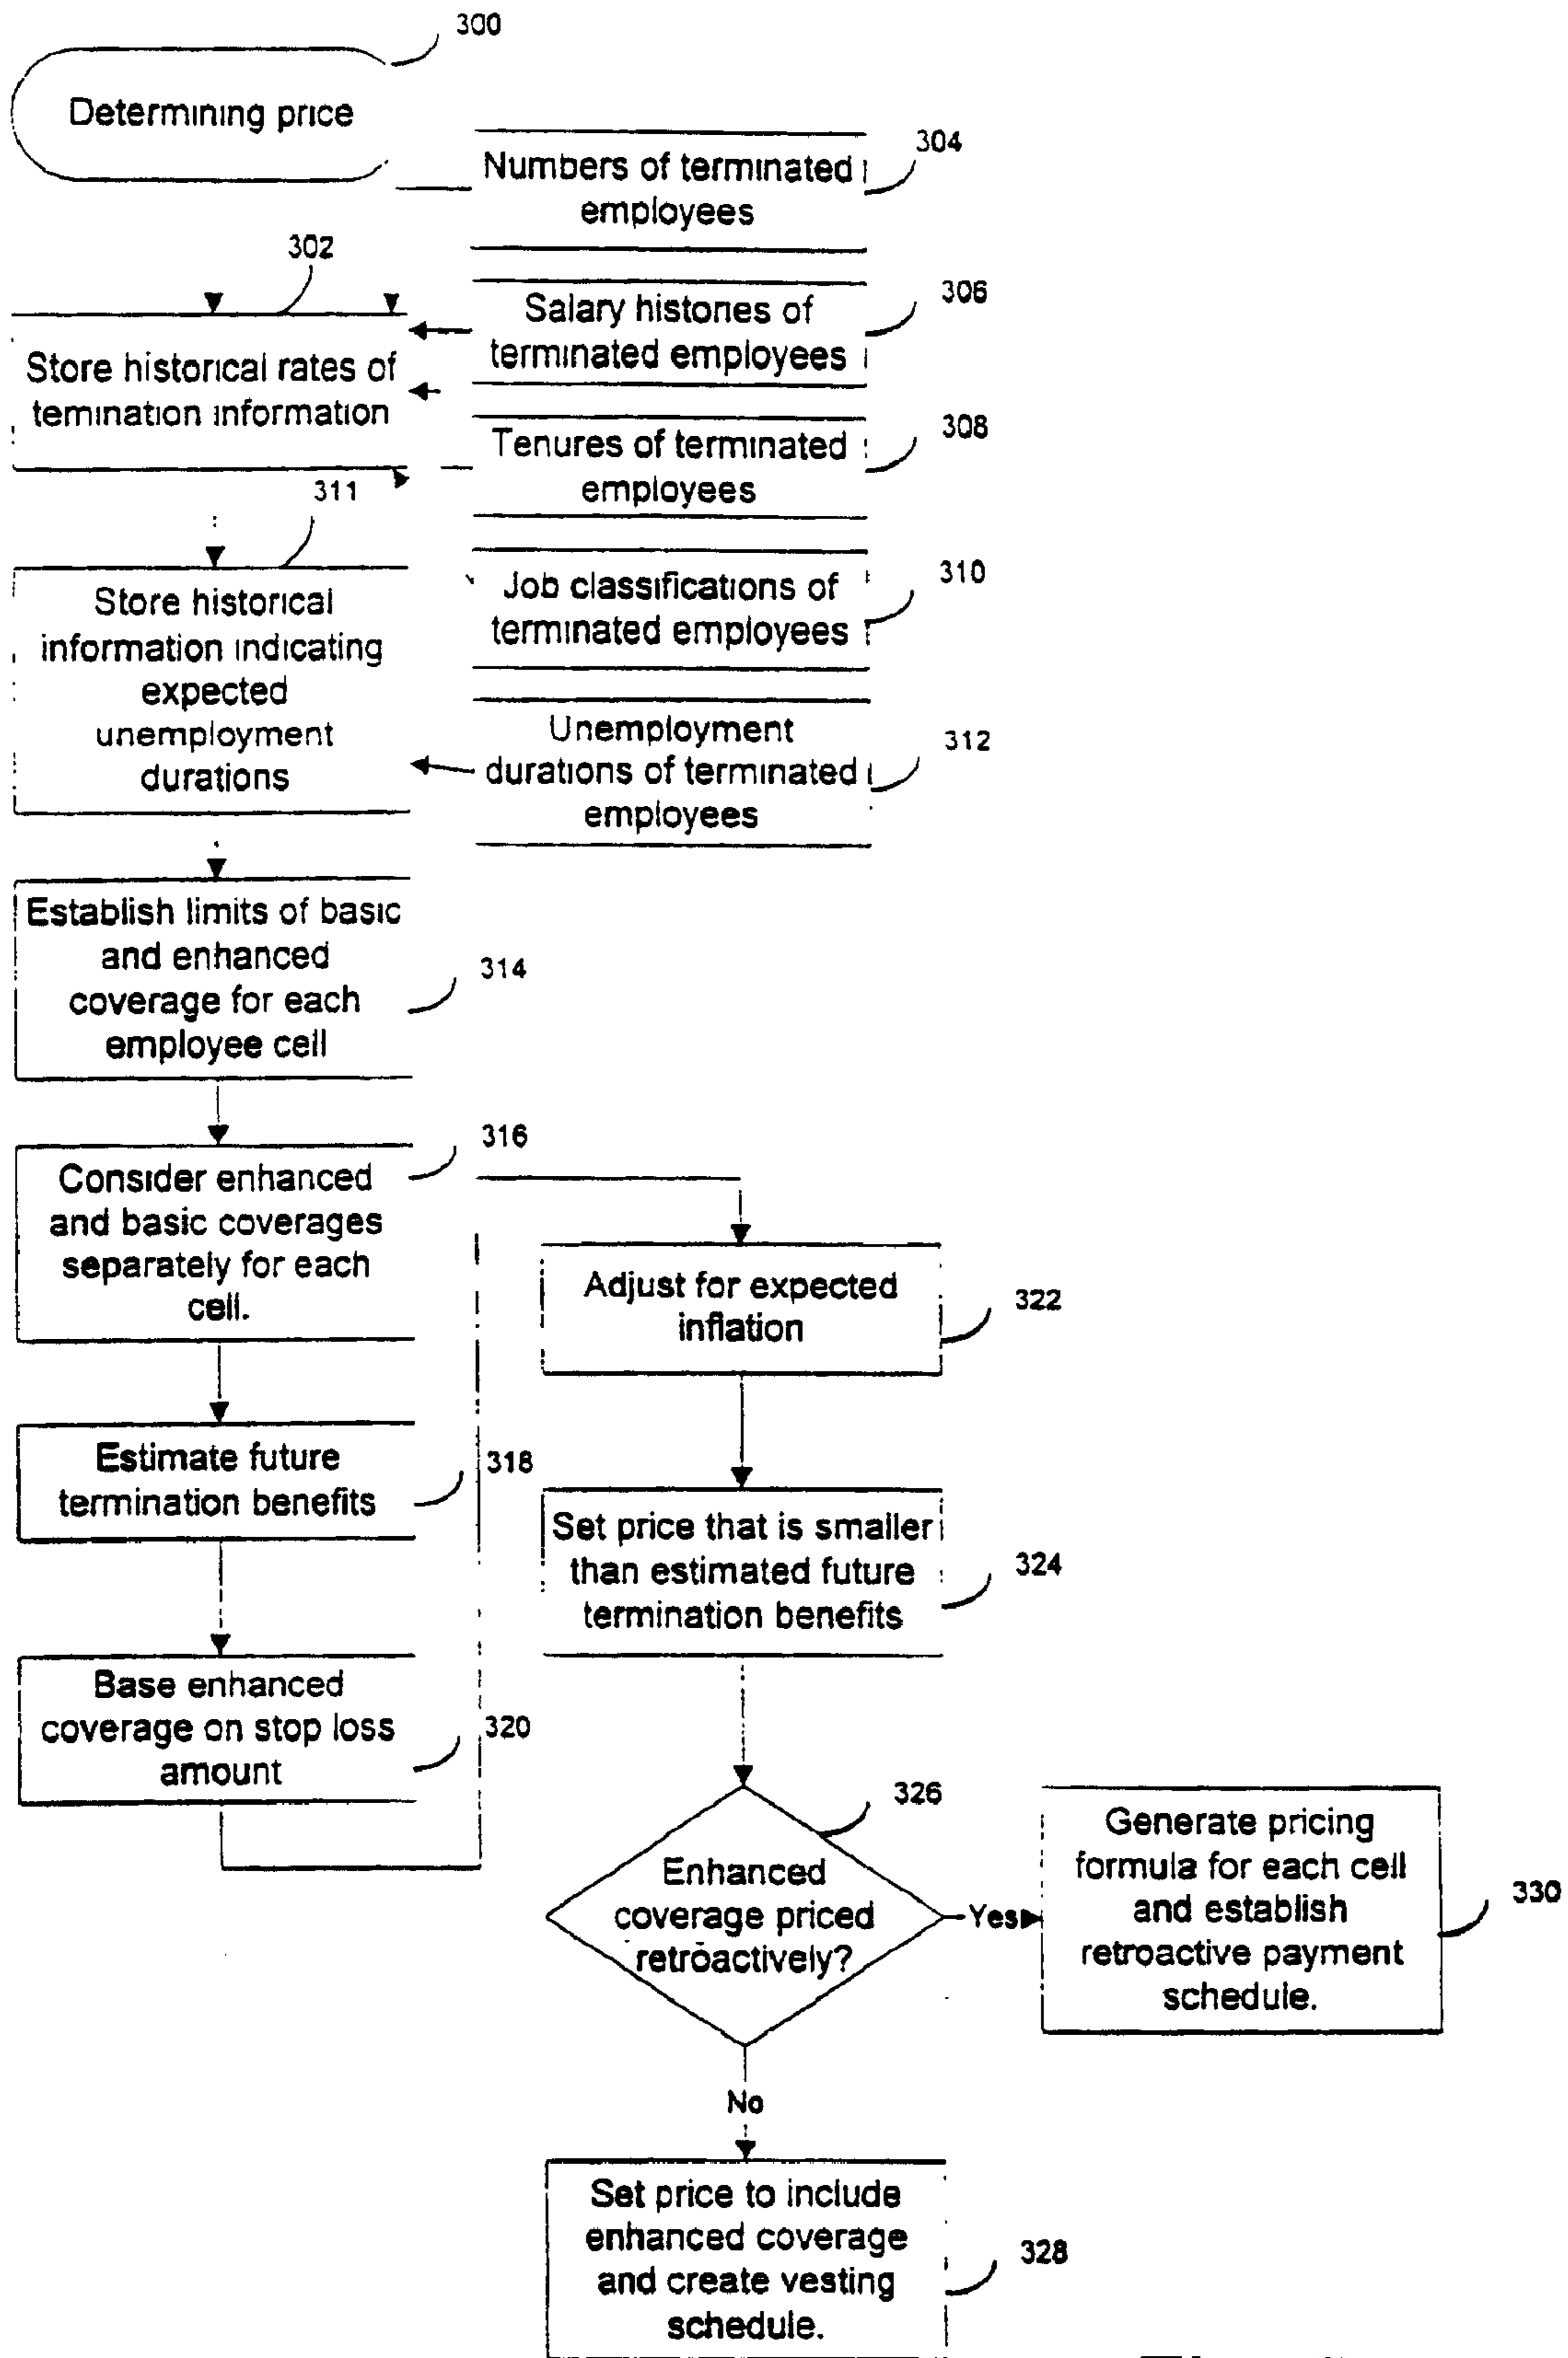 300
Determining price
304
Numbers of terminated
employees
302
306
Salary histories of
terminated employees
Store historical rates of
temination information
308
Tenures of terminated
employees
311
310
Job classifications of
terminated employees
Store historical
information indicating
expected
unemployment
durations
312
Unemployment
durations of terminated
employees
Establish limits of basic
and enhanced
coverage for each
employee cell
314
316
Consider enhanced
and basic coverages
separately for each
cell.
Adjust for expected
inflation
322
Estimate future
termination benefits
318
Set price that is smaller
than estimated future
termination benefits
324
Base enhanced
coverage on stop loss
amount
320
326
Enhanced
coverage priced
retroactively?
Yes
Generate pricing
formula for each cell
and establish
retroactive payment
schedule.
330
No
Set price to include
enhanced coverage
and create vesting
schedule.
328